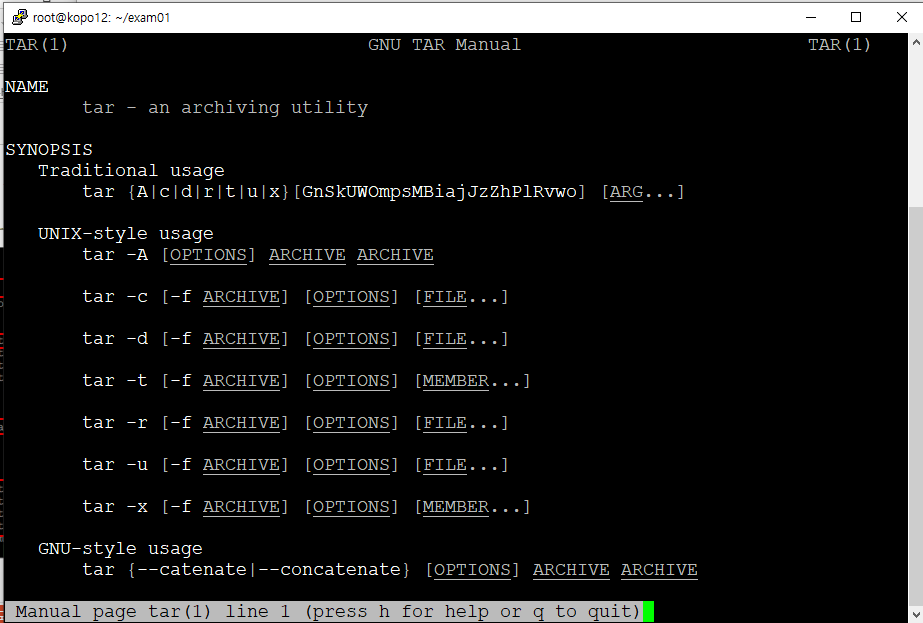 root@kopo12: ~/exam01
TAR(1) GNU TAR Manual TAR(1)
NAME
tar - an archiving utility
SYNOPSIS
Traditional usage
tar {A|c|d|r|t|u|x}[GnSkUWOmpsMBiajJzZhPlRvwo] [ARG...]
UNIX-style usage
tar -A [OPTIONS] ARCHIVE ARCHIVE
tar -c [-f ARCHIVE] [OPTIONS] [FILE...]
tar -d [-f ARCHIVE] [OPTIONS] [FILE...]
tar -t [-f ARCHIVE] [OPTIONS] [MEMBER...]
tar -r [-f ARCHIVE] [OPTIONS] [FILE...]
tar -u [-f ARCHIVE] [OPTIONS] [FILE...]
tar -x [-f ARCHIVE] [OPTIONS] [MEMBER...]
GNU-style usage
tar {--catenate|--concatenate} [OPTIONS] ARCHIVE ARCHIVE
Manual page tar(1) line 1 (press h for help or q to quit)